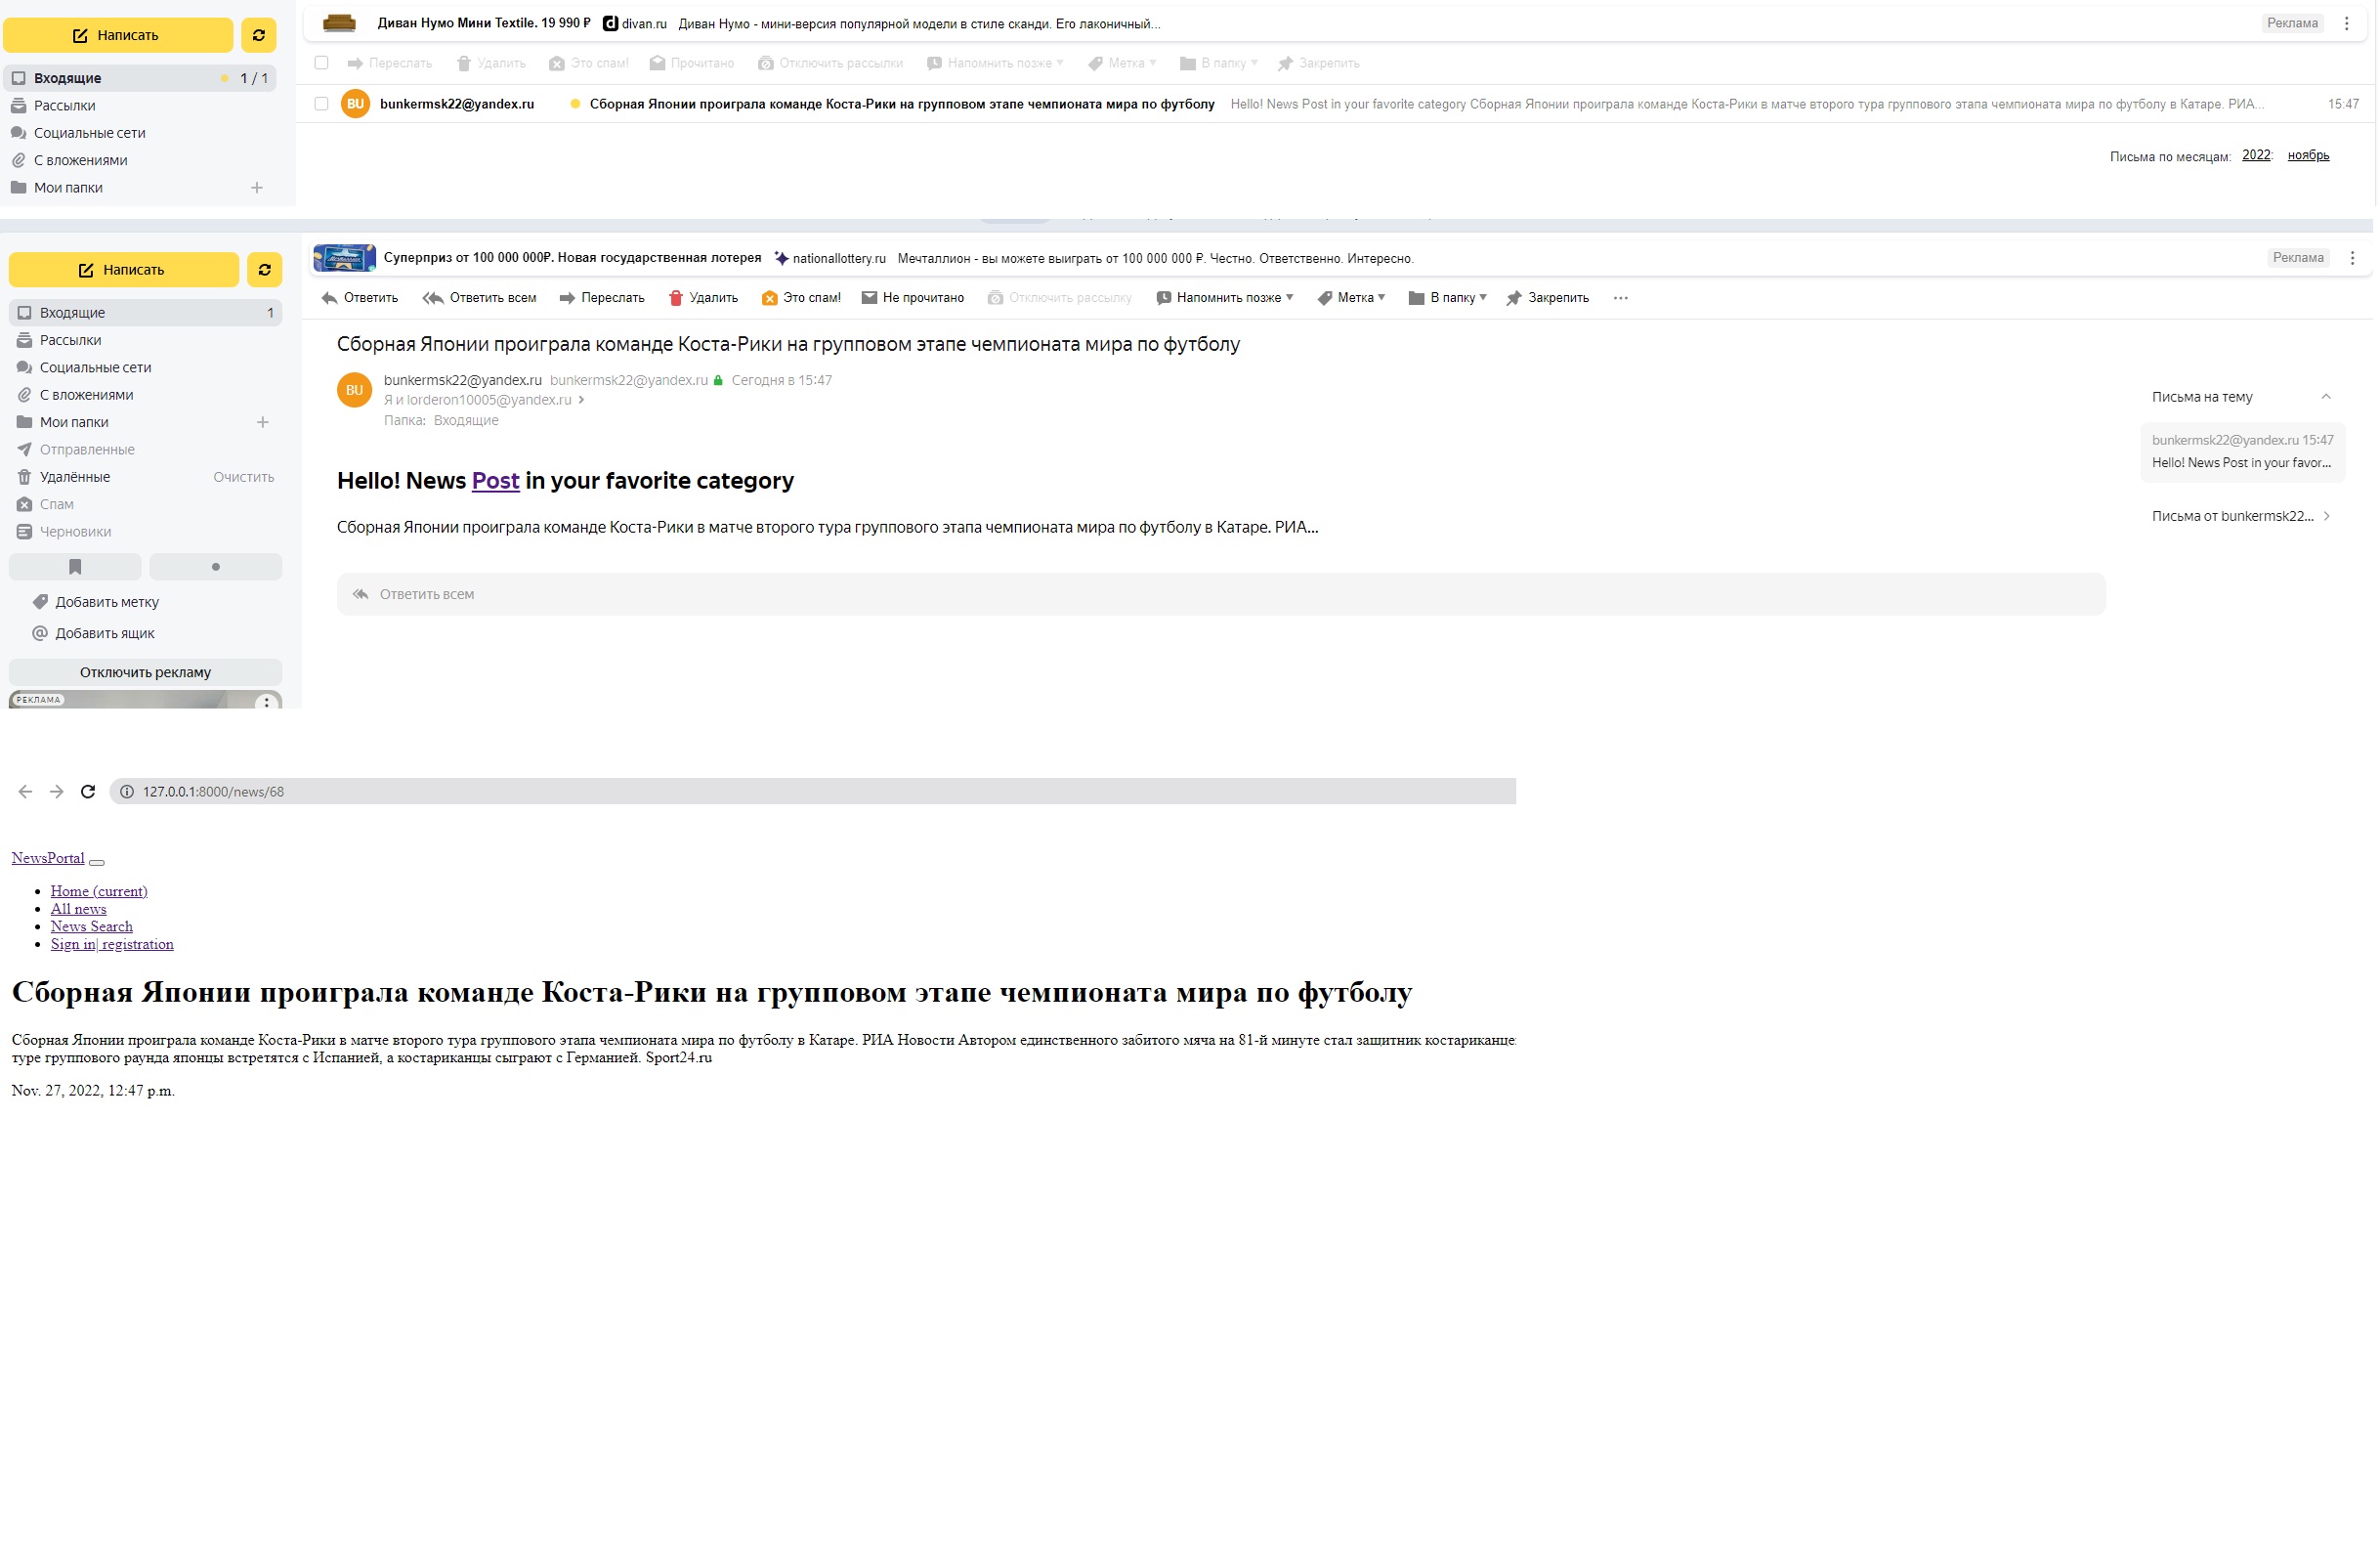 Написать
Диван Нумо Мини Textile. 19 990 ₽ divan.ru Диван Нумо - мини-версия популярной модели в стиле сканди. Его лаконичный... Реклама
Переслать Удалить Это спам! Прочитано Отключить рассылки Напомнить позже Метка В папку Закрепить
Входящие 1 / 1
Рассылки
Социальные сети
С вложениями
Мои папки
BU bunkermsk22@yandex.ru Сборная Японии проиграла команде Коста-Рики на групповом этапе чемпионата мира по футболу Hello! News Post in your favorite category Сборная Японии проиграла команде Коста-Рики в матче второго тура группового этапа чемпионата мира по футболу в Катаре. РИА... 15:47
Письма по месяцам: 2022: ноябрь
Написать
Суперприз от 100 000 000₽. Новая государственная лотерея nationallottery.ru Мечталлион - вы можете выиграть от 100 000 000 ₽. Честно. Ответственно. Интересно. Реклама
Ответить Ответить всем Переслать Удалить Это спам! Не прочитано Отключить рассылку Напомнить позже Метка В папку Закрепить
Входящие 1
Рассылки
Социальные сети
С вложениями
Мои папки
Отправленные
Удалённые Очистить
Спам
Черновики
Добавить метку
Добавить ящик
Отключить рекламу
РЕКЛАМА
Сборная Японии проиграла команде Коста-Рики на групповом этапе чемпионата мира по футболу
BU bunkermsk22@yandex.ru bunkermsk22@yandex.ru Сегодня в 15:47
Я и lorderon10005@yandex.ru
Папка: Входящие
Hello! News Post in your favorite category
Сборная Японии проиграла команде Коста-Рики в матче второго тура группового этапа чемпионата мира по футболу в Катаре. РИА...
Ответить всем
Письма на тему
bunkermsk22@yandex.ru 15:47
Hello! News Post in your favor...
Письма от bunkermsk22...
127.0.0.1:8000/news/68
NewsPortal
Home (current)
All news
News Search
Sign in| registration
Сборная Японии проиграла команде Коста-Рики на групповом этапе чемпионата мира по футболу
Сборная Японии проиграла команде Коста-Рики в матче второго тура группового этапа чемпионата мира по футболу в Катаре. РИА Новости Автором единственного забитого мяча на 81-й минуте стал защитник
туре группового раунда японцы встретятся с Испанией, а костариканцы сыграют с Германией. Sport24.ru
Nov. 27, 2022, 12:47 p.m.